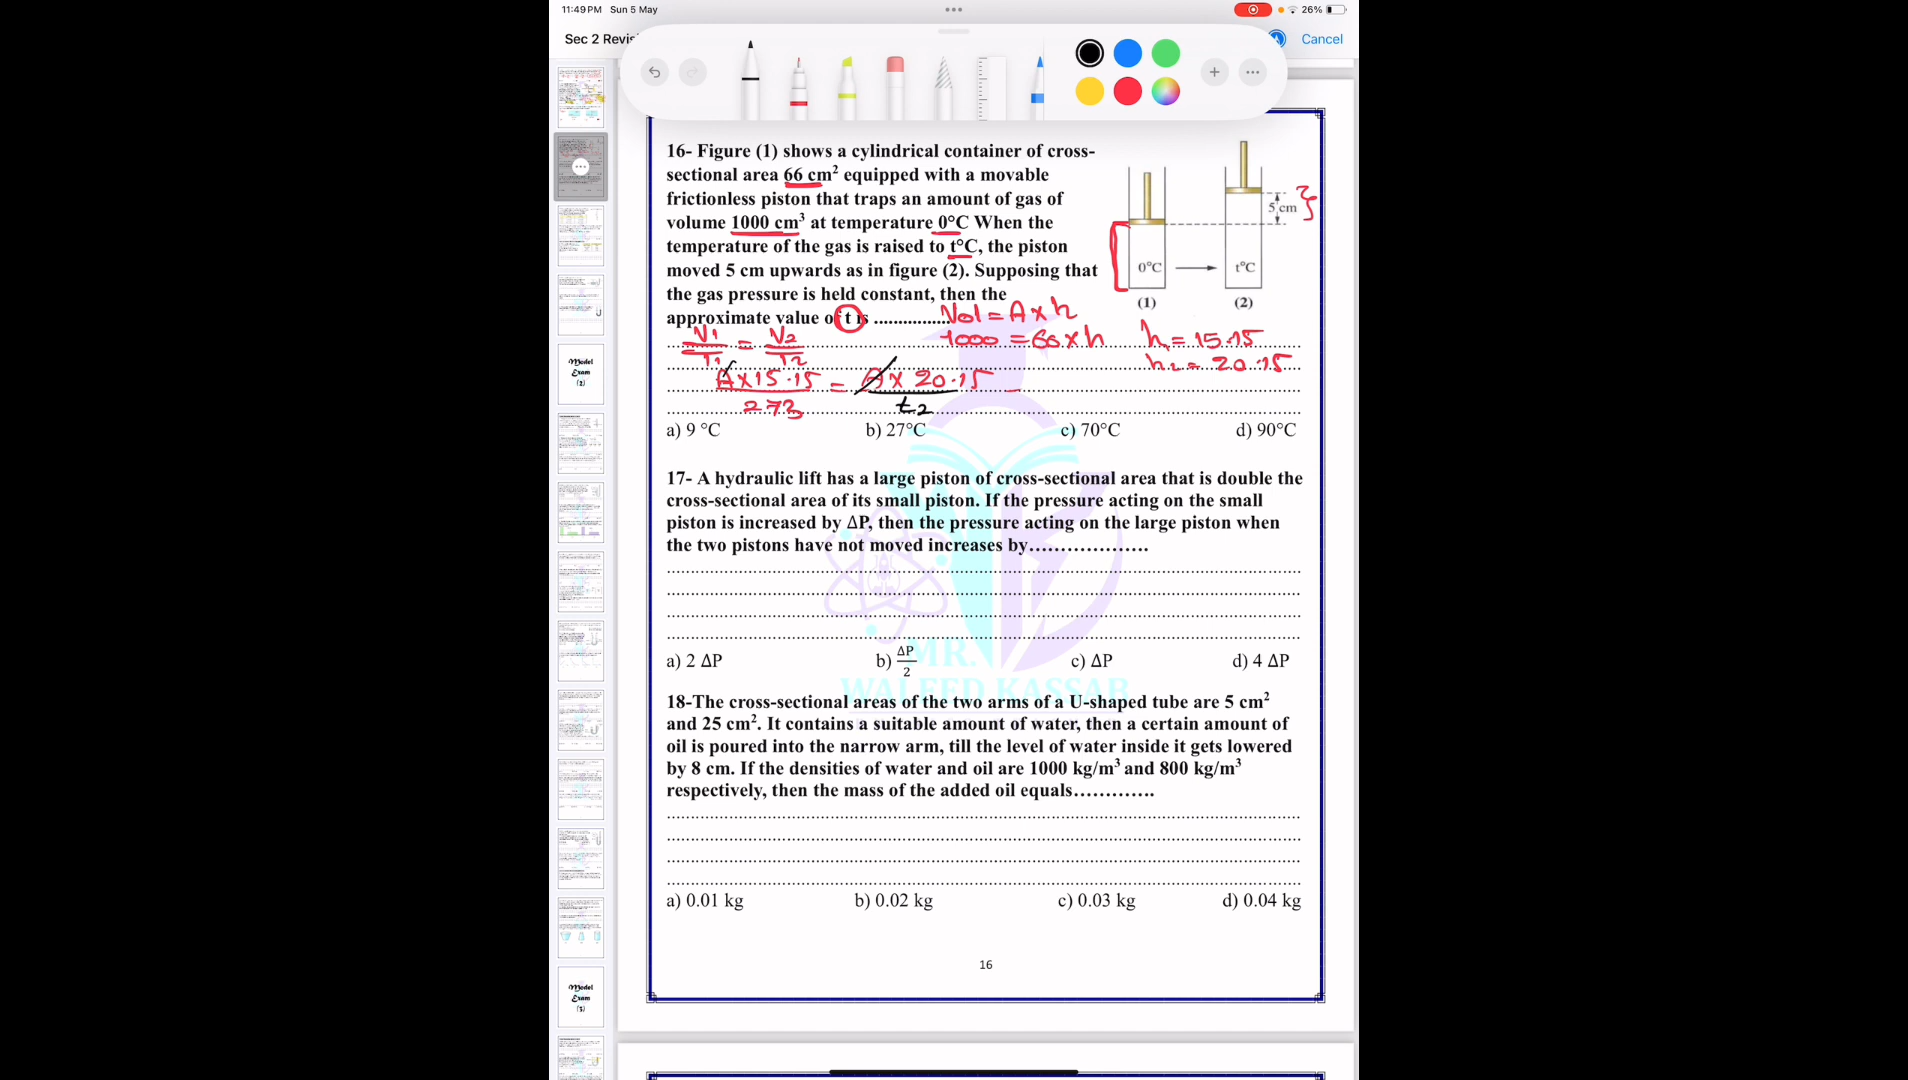 11:49 PM Sun 5 May
26%
Sec 2 Revis
Cancel
16- Figure (1) shows a cylindrical container of cross-
sectional area 66 cm² equipped with a movable
frictionless piston that traps an amount of gas of
volume 1000 cm³ at temperature 0°C When the
temperature of the gas is raised to t°C, the piston
moved 5 cm upwards as in figure (2). Supposing that
the gas pressure is held constant, then the
approximate value of t is ................
5 cm
0°C
t°C
(1)
(2)
Vol = A x h
1000 = 66 x h
h = 15.15
h₂ = 20.15
V1/T1 = V2/T2
A x 15.15 / 273 = A x 20.15 / t2
a) 9 °C b) 27°C c) 70°C d) 90°C
17- A hydraulic lift has a large piston of cross-sectional area that is double the
cross-sectional area of its small piston. If the pressure acting on the small
piston is increased by ΔP, then the pressure acting on the large piston when
the two pistons have not moved increases by...................
a) 2 ΔP b) ΔP/2 c) ΔP d) 4 ΔP
MR.
WALEED KASSAB
18-The cross-sectional areas of the two arms of a U-shaped tube are 5 cm²
and 25 cm². It contains a suitable amount of water, then a certain amount of
oil is poured into the narrow arm, till the level of water inside it gets lowered
by 8 cm. If the densities of water and oil are 1000 kg/m³ and 800 kg/m³
respectively, then the mass of the added oil equals.............
a) 0.01 kg b) 0.02 kg c) 0.03 kg d) 0.04 kg
16
Model
Exam
(2)
Model
Exam
(3)